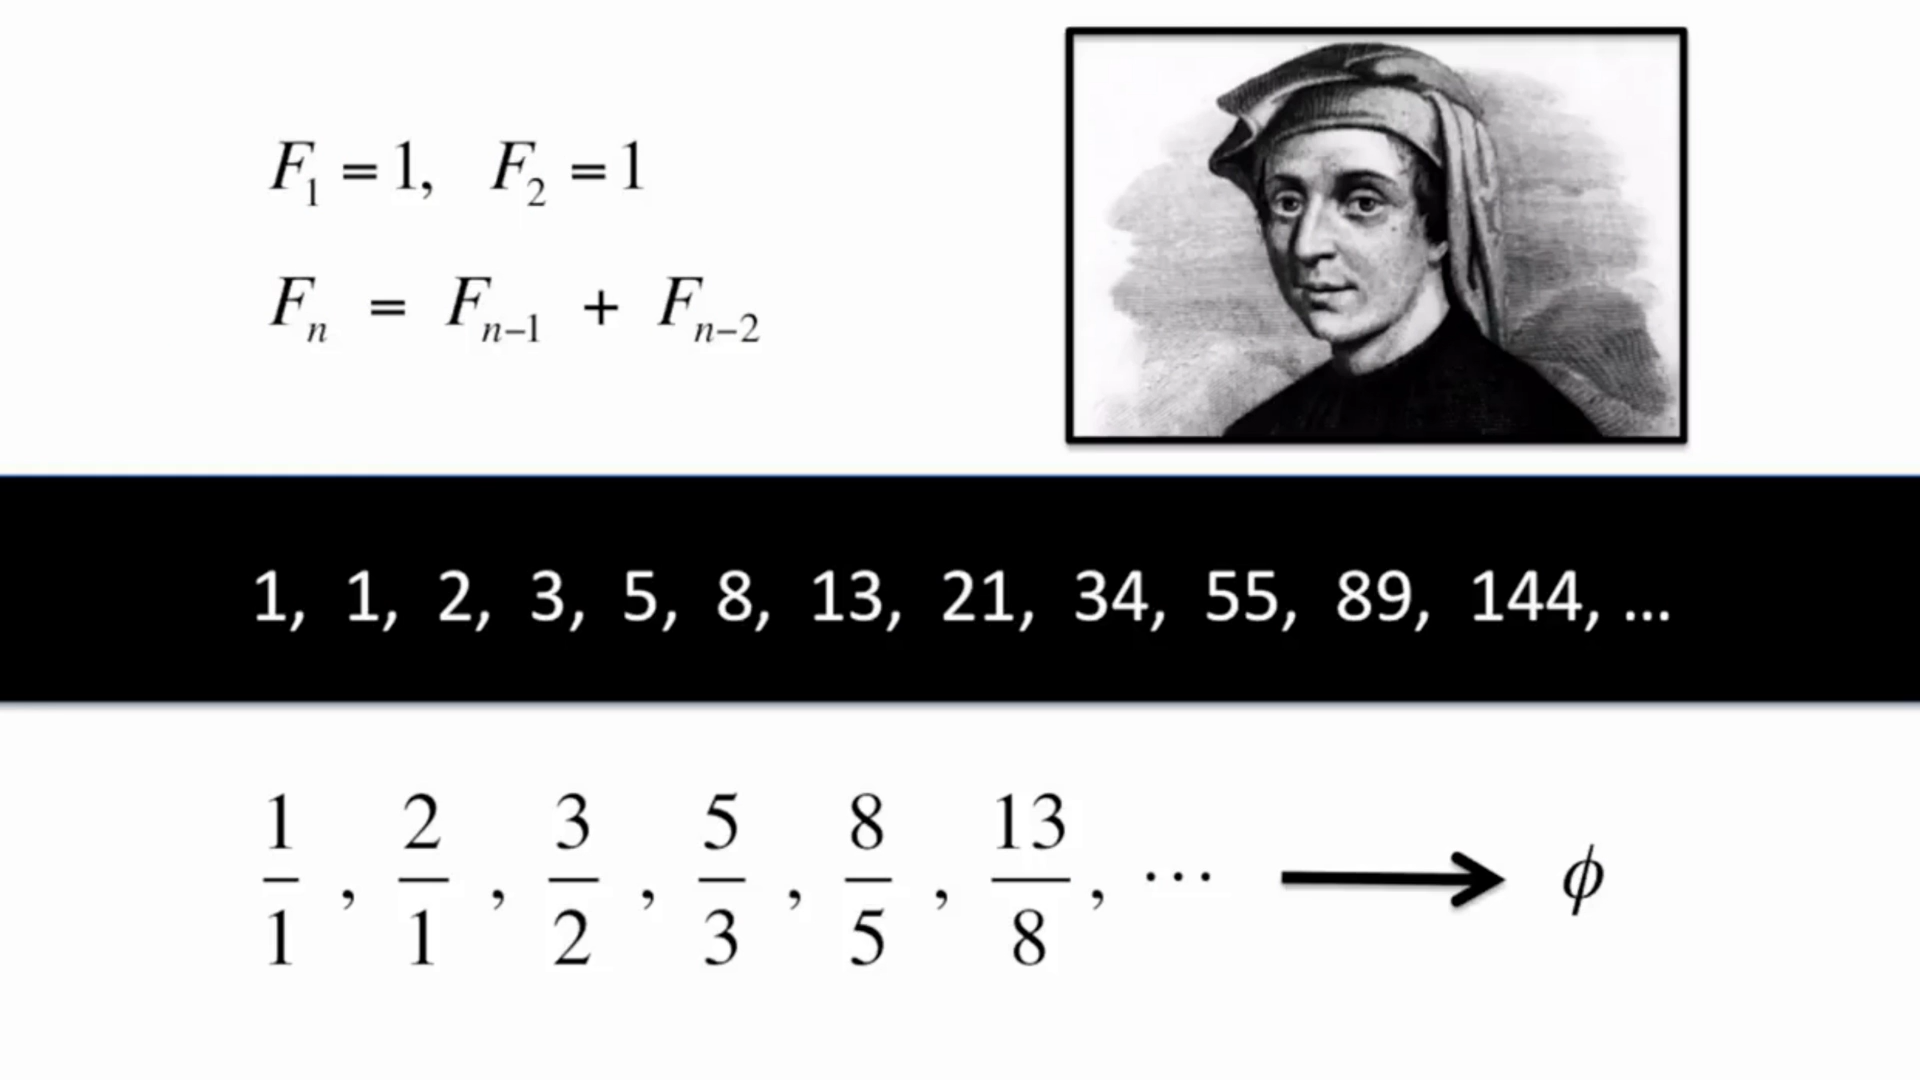 F₁ = 1, F₂ = 1
Fₙ = Fₙ₋₁ + Fₙ₋₂
1, 1, 2, 3, 5, 8, 13, 21, 34, 55, 89, 144, ...
1/1 , 2/1 , 3/2 , 5/3 , 8/5 , 13/8 , ··· ⟶ ϕ